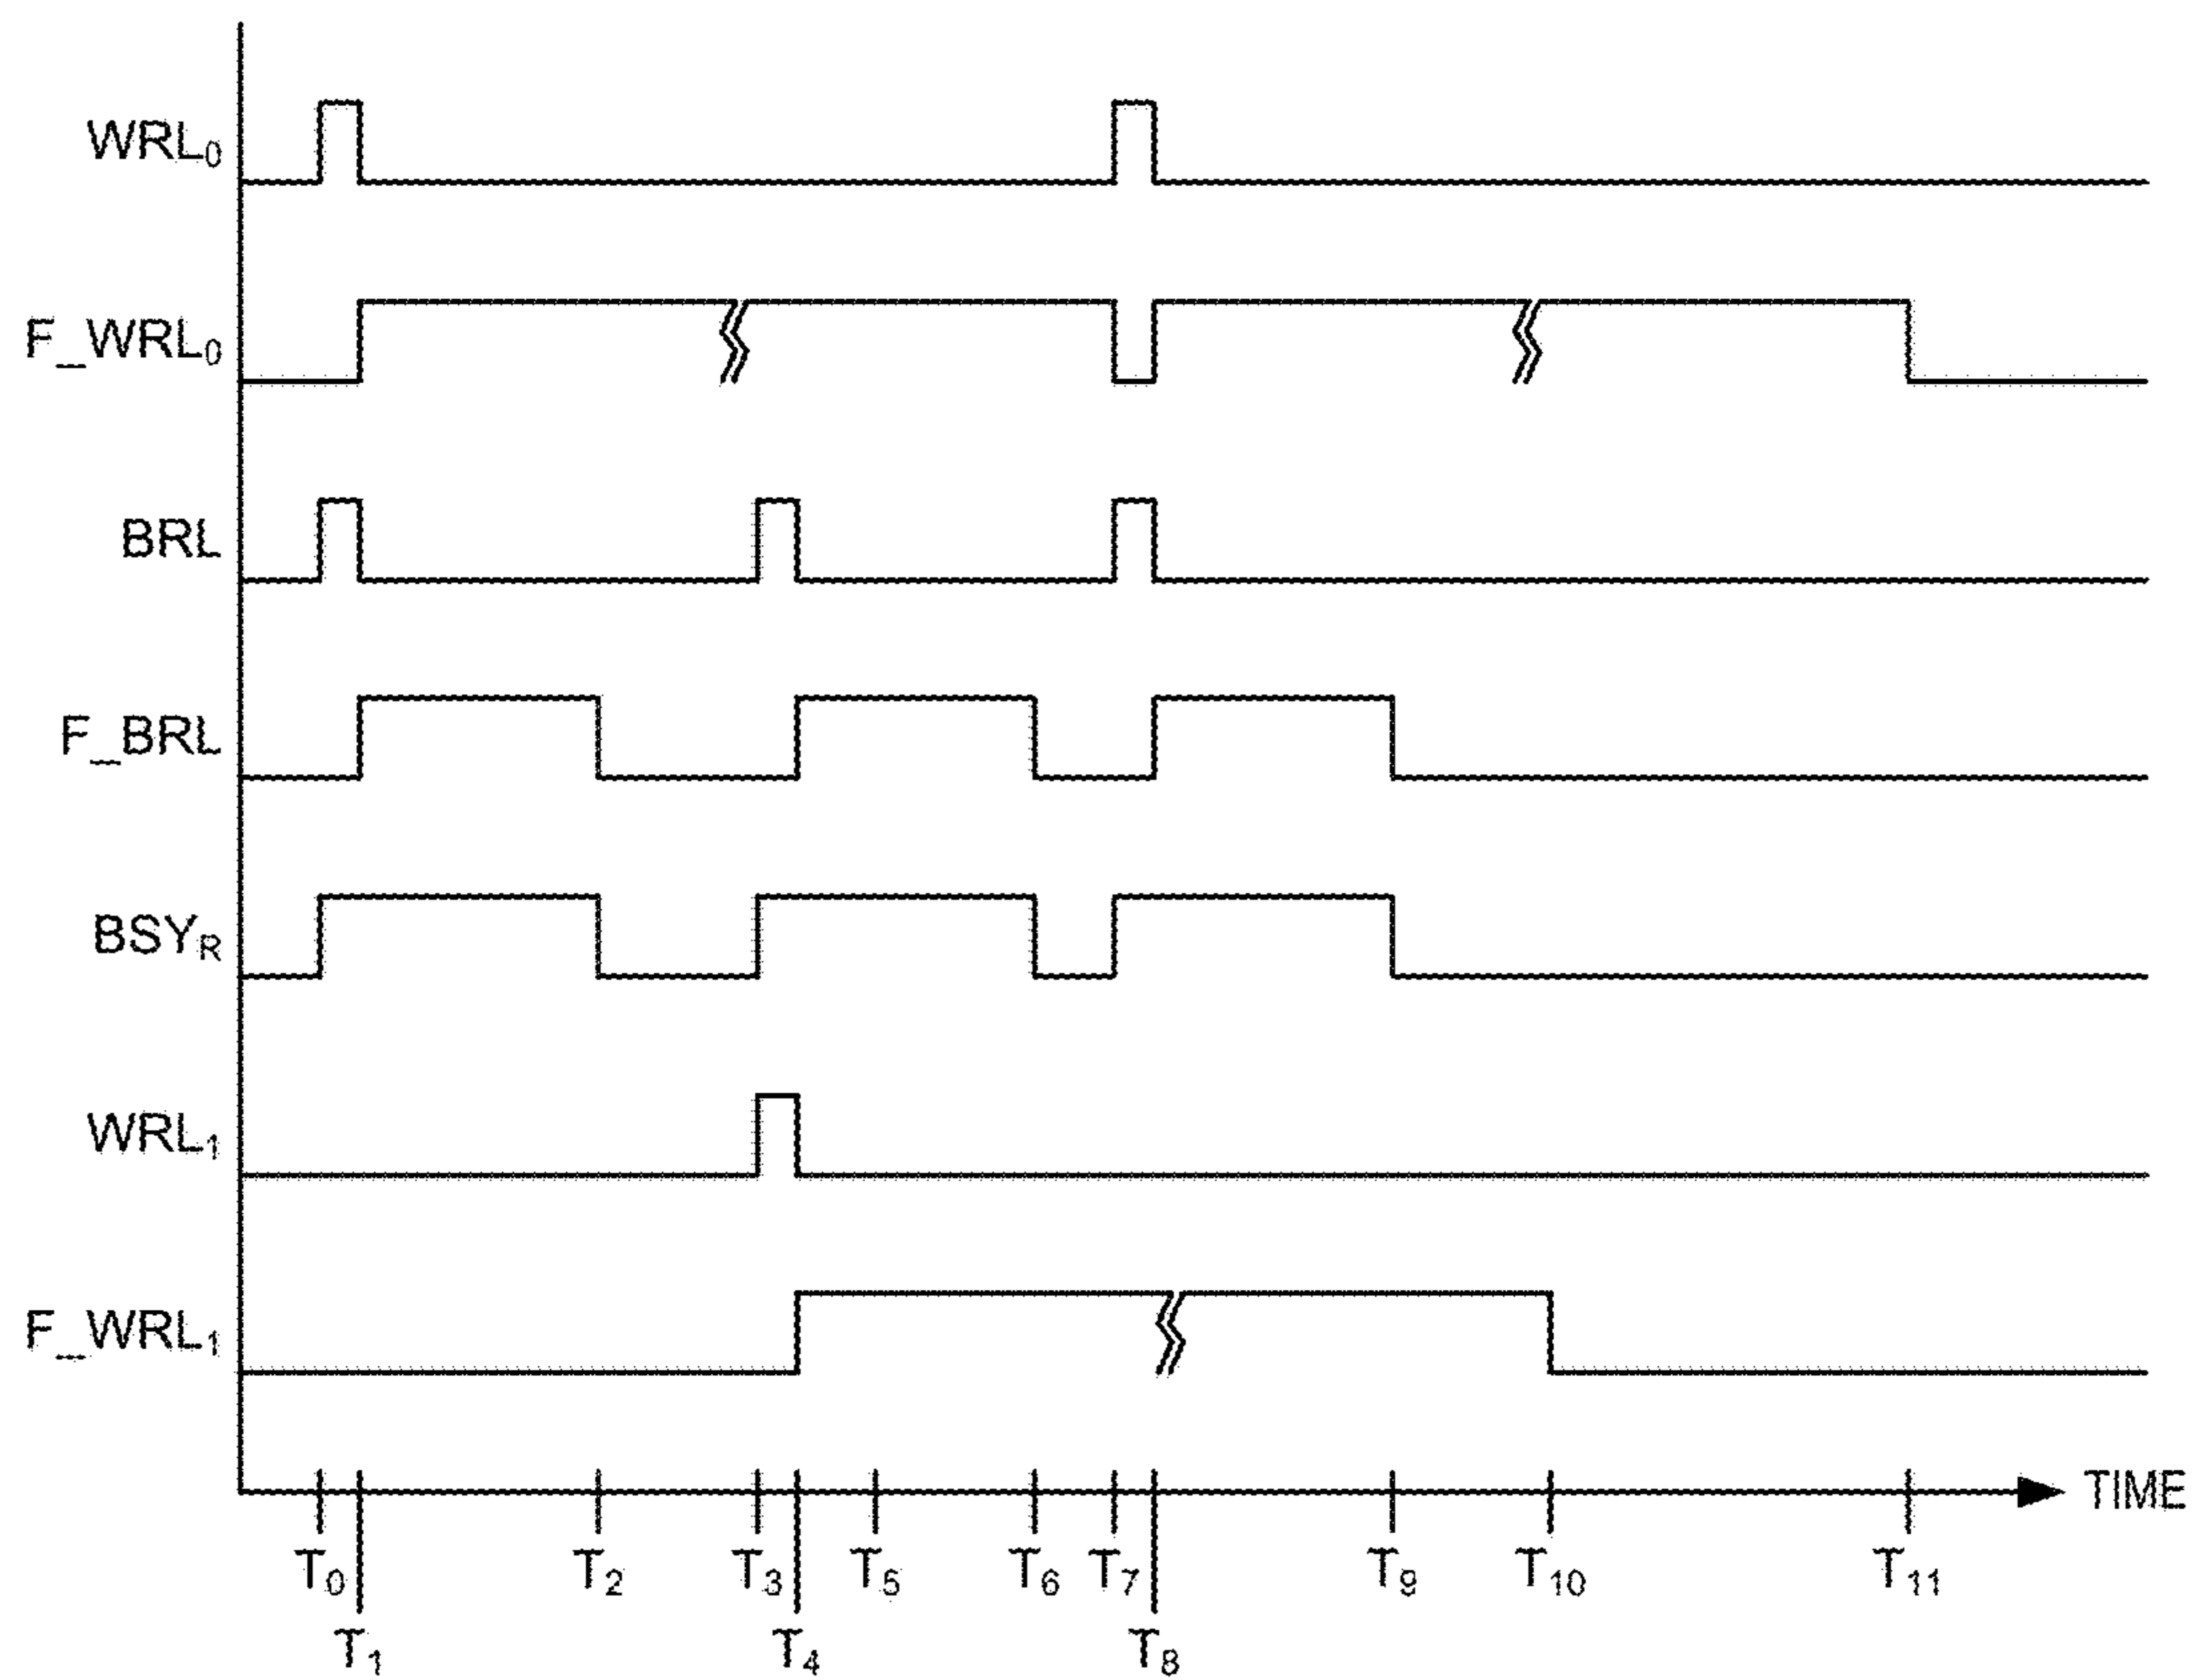 WRL₀
F_WRL₀
BRL
F_BRL
BSY_R
WRL₁
F_WRL₁
TIME
T₀ T₂ T₃ T₅ T₆ T₇ T₉ T₁₀ T₁₁
T₁ T₄ T₈